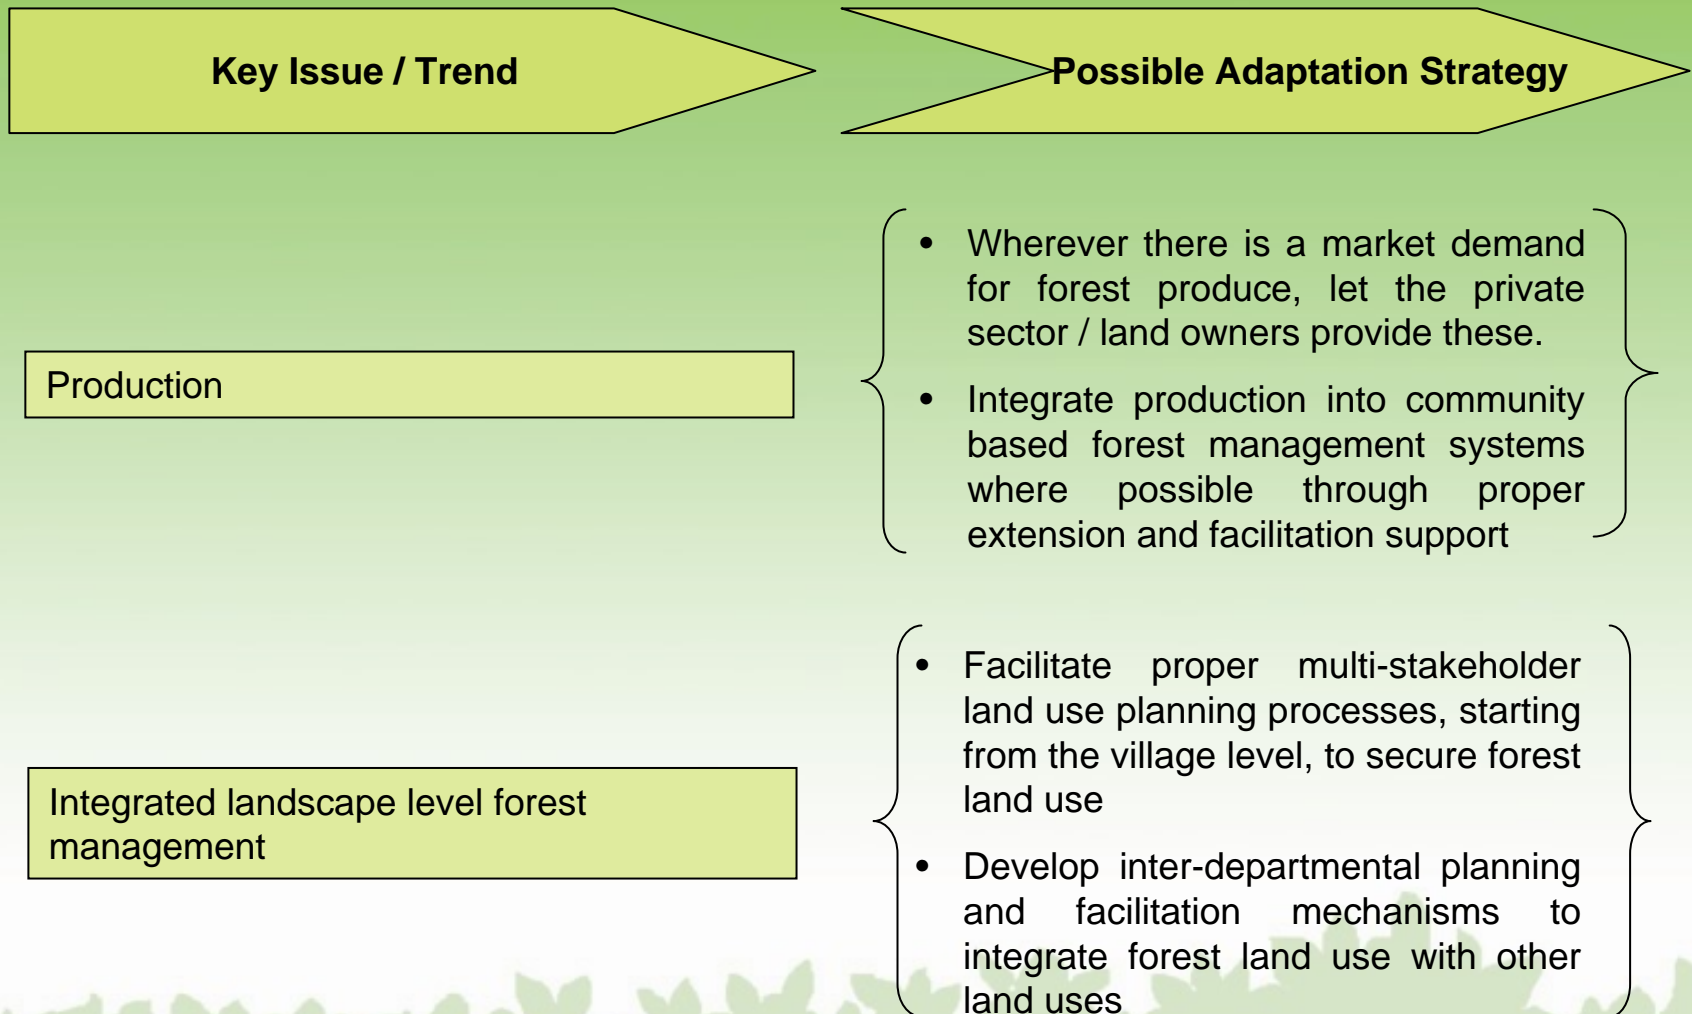 Key Issue / Trend
Possible Adaptation Strategy
Production
• Wherever there is a market demand
for forest produce, let the private
sector / land owners provide these.
• Integrate production into community
based forest management systems
where possible through proper
extension and facilitation support
Integrated landscape level forest
management
• Facilitate proper multi-stakeholder
land use planning processes, starting
from the village level, to secure forest
land use
• Develop inter-departmental planning
and facilitation mechanisms to
integrate forest land use with other
land uses